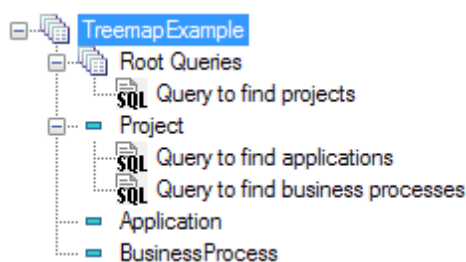 TreemapExample
Root Queries
SQL Query to find projects
Project
SQL Query to find applications
SQL Query to find business processes
Application
BusinessProcess